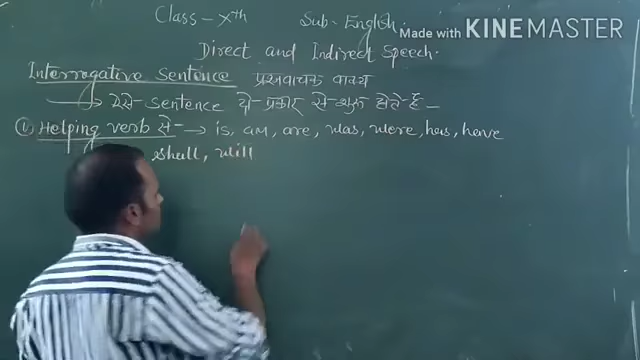 Class - Xth Sub - English.
Made with KINEMASTER
Direct and Indirect Speech.
Interrogative Sentence प्रश्नवाचक वाक्य
→ ऐसे sentence दो प्रकार से शुरू होते हैं -
① Helping verb से- → is, am, are, was, were, has, have
shall, will